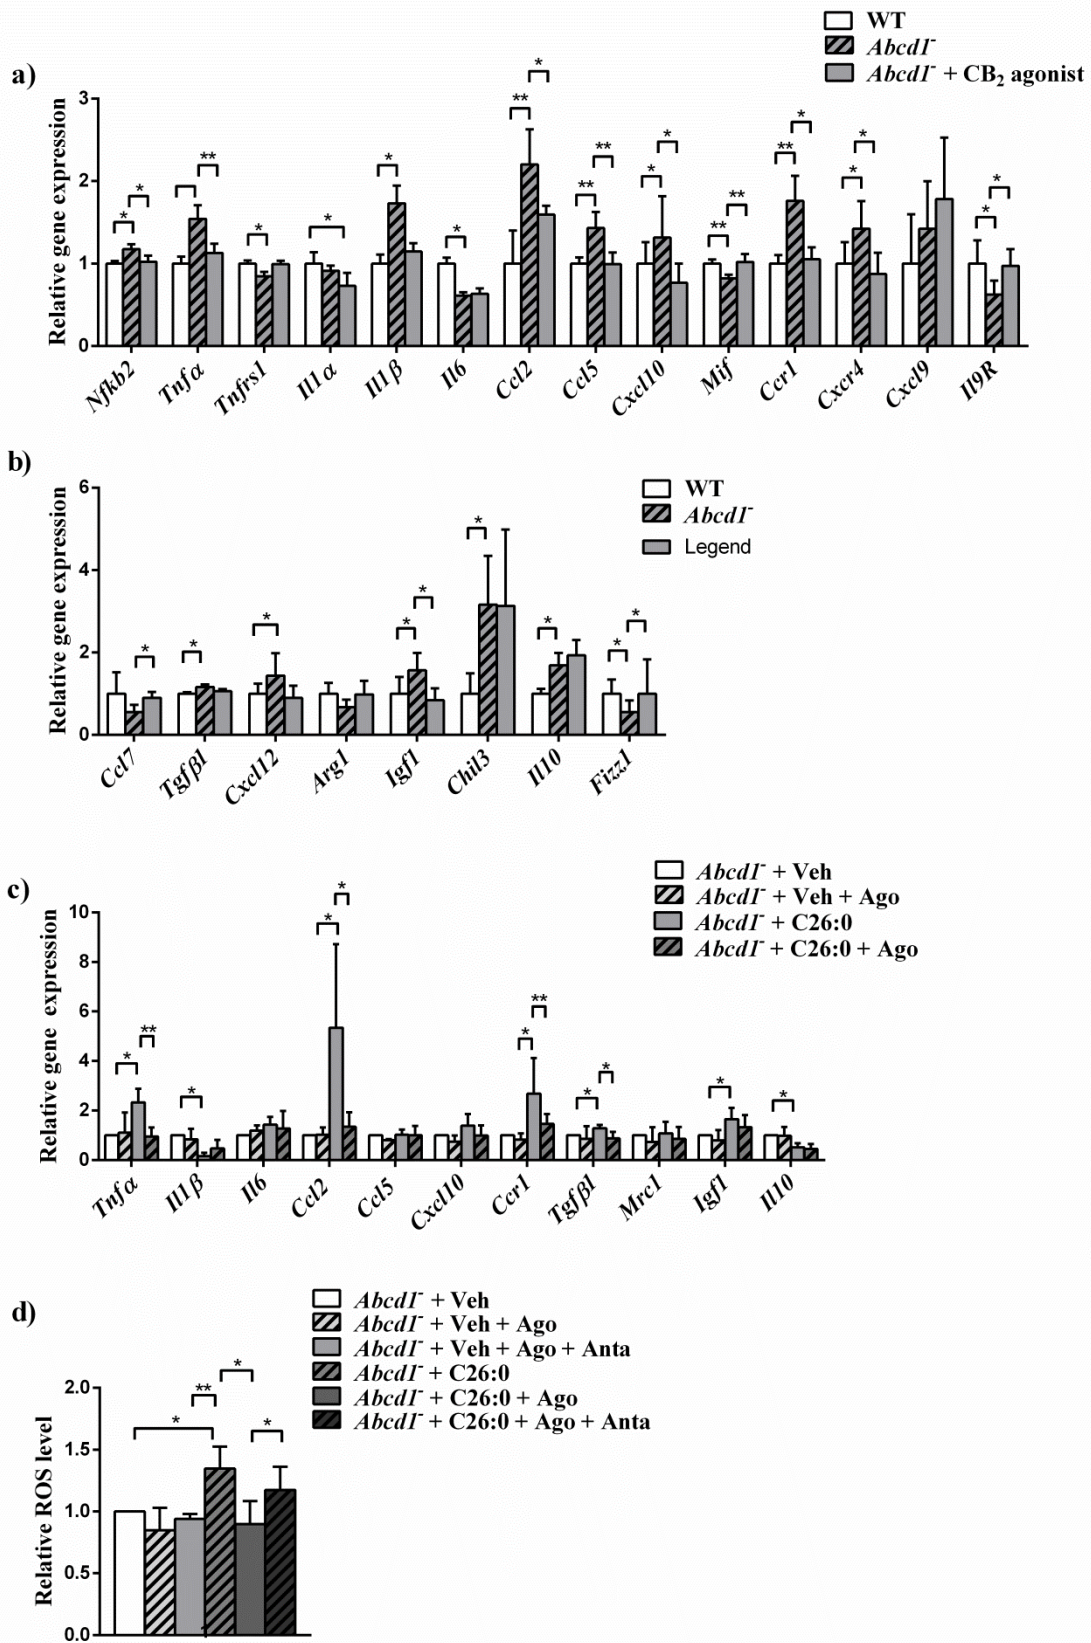 WT
Abcd1⁻
Abcd1⁻ + CB₂ agonist
a)
Relative gene expression
3
2
1
0
** *
* ** * * * * ** ** * * ** ** ** * * * * *
Nfkb2 Tnfα Tnfrs1 Il1α Il1β Il6 Ccl2 Ccl5 Cxcl10 Mif Ccr1 Cxcr4 Cxcl9 Il9R
b)
WT
Abcd1⁻
Legend
Relative gene expression
6
4
2
0
* * * * * * * * *
Ccl7 Tgfβ1 Cxcl12 Arg1 Igf1 Chil3 Il10 Fizz1
c)
Abcd1⁻ + Veh
Abcd1⁻ + Veh + Ago
Abcd1⁻ + C26:0
Abcd1⁻ + C26:0 + Ago
Relative gene expression
10
8
6
4
2
0
* ** * * * * ** * * * *
Tnfα Il1β Il6 Ccl2 Ccl5 Cxcl10 Ccr1 Tgfβ1 Mrc1 Igf1 Il10
d)
Abcd1⁻ + Veh
Abcd1⁻ + Veh + Ago
Abcd1⁻ + Veh + Ago + Anta
Abcd1⁻ + C26:0
Abcd1⁻ + C26:0 + Ago
Abcd1⁻ + C26:0 + Ago + Anta
Relative ROS level
2.0
1.5
1.0
0.5
0.0
* ** * *